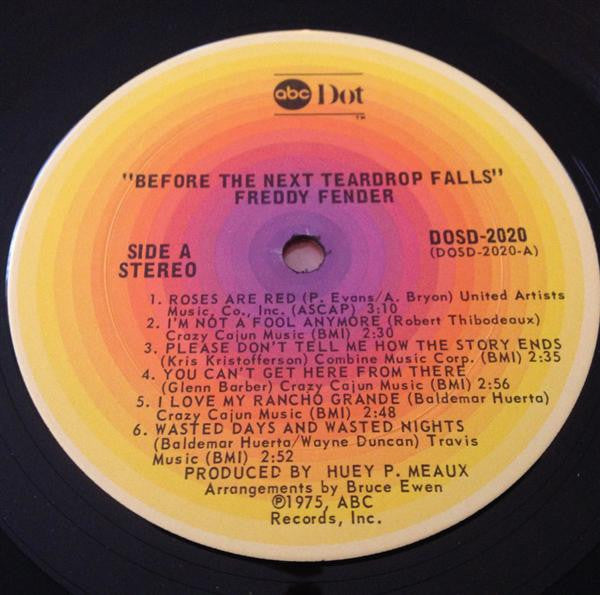 abc Dot
TM
"BEFORE THE NEXT TEARDROP FALLS"
FREDDY FENDER
SIDE A
STEREO
DOSD-2020
(DOSD-2020-A)
1. ROSES ARE RED (P. Evans/A. Bryon) United Artists
Music, Co., Inc. (ASCAP) 3:10
2. I'M NOT A FOOL ANYMORE (Robert Thibodeaux)
Crazy Cajun Music (BMI) 2:30
3. PLEASE DON'T TELL ME HOW THE STORY ENDS
(Kris Kristofferson) Combine Music Corp. (BMI) 2:35
4. YOU CAN'T GET HERE FROM THERE
(Glenn Barber) Crazy Cajun Music (BMI) 2:56
5. I LOVE MY RANCHO GRANDE (Baldemar Huerta)
Crazy Cajun Music (BMI) 2:48
6. WASTED DAYS AND WASTED NIGHTS
(Baldemar Huerta/Wayne Duncan) Travis
Music (BMI) 2:52
PRODUCED BY HUEY P. MEAUX
Arrangements by Bruce Ewen
℗1975, ABC
Records, Inc.